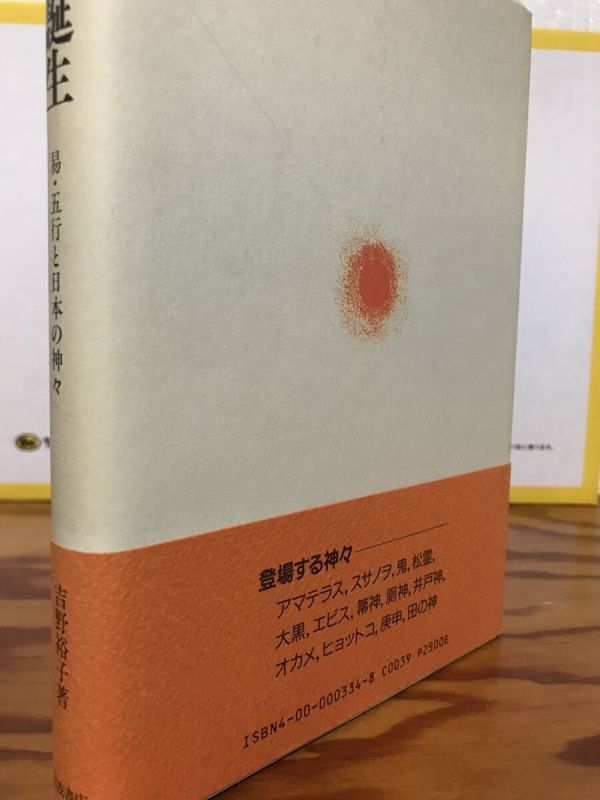 誕生
易・五行と日本の神々
吉野裕子著
登場する神々
アマテラス, スサノヲ, 鬼, 松霊,
大黒, エビス, 箒神, 厠神, 井戸神,
オカメ, ヒョットコ, 庚申, 田の神
ISBN4-00-000334-8 C0039 P2500E